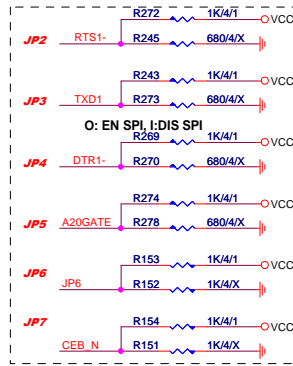 R272 1K/4/1 VCC
JP2 RTS1- R245 680/4/X
R243 1K/4/1 VCC
JP3 TXD1 R273 680/4/X
O: EN SPI, I:DIS SPI
R269 1K/4/1 VCC
JP4 DTR1- R270 680/4/X
R274 1K/4/1 VCC
JP5 A20GATE R278 680/4/X
R153 1K/4/1 VCC
JP6
JP6 R152 1K/4/X
R154 1K/4/1 VCC
JP7
CEB_N R151 1K/4/X